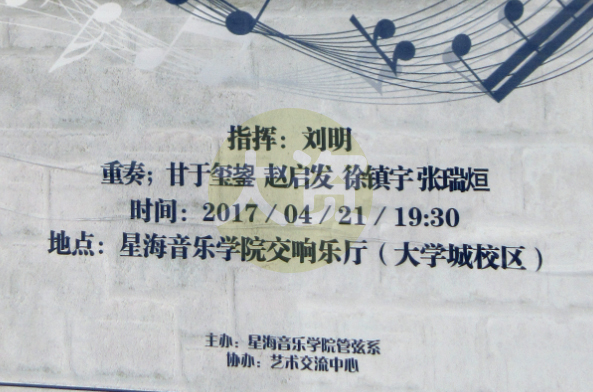 指挥：刘明
重奏；甘于玺鋆 赵启发 徐镇宇 张瑞烜
时间：2017 / 04 / 21 / 19:30
地点：星海音乐学院交响乐厅（大学城校区）
主办：星海音乐学院管弦系
协办：艺术交流中心